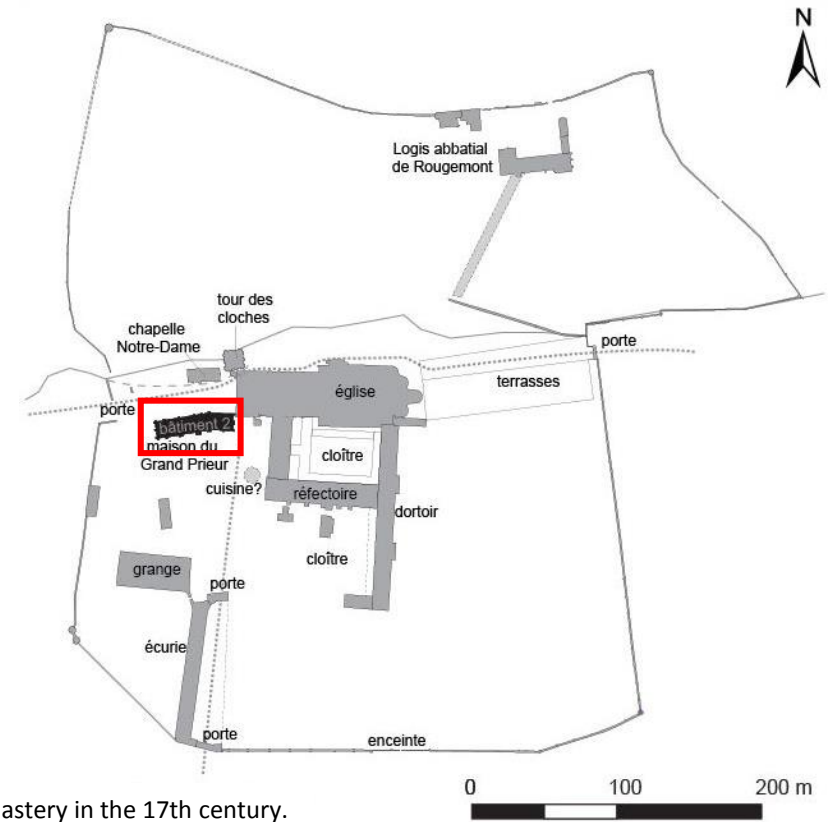 N
Logis abbatial
de Rougemont
tour des
cloches
chapelle
Notre-Dame
porte
église
terrasses
porte
bâtiment 2
maison du
Grand Prieur
cloître
cuisine?
réfectoire
dortoir
cloître
grange
porte
écurie
porte
enceinte
0 100 200 m
astery in the 17th century.